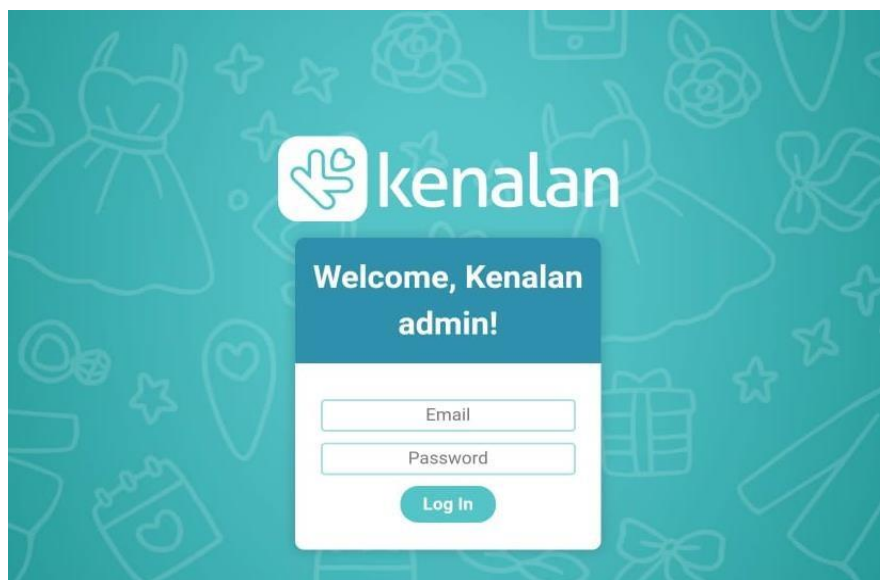 kenalan
Welcome, Kenalan
admin!
Email
Password
Log In